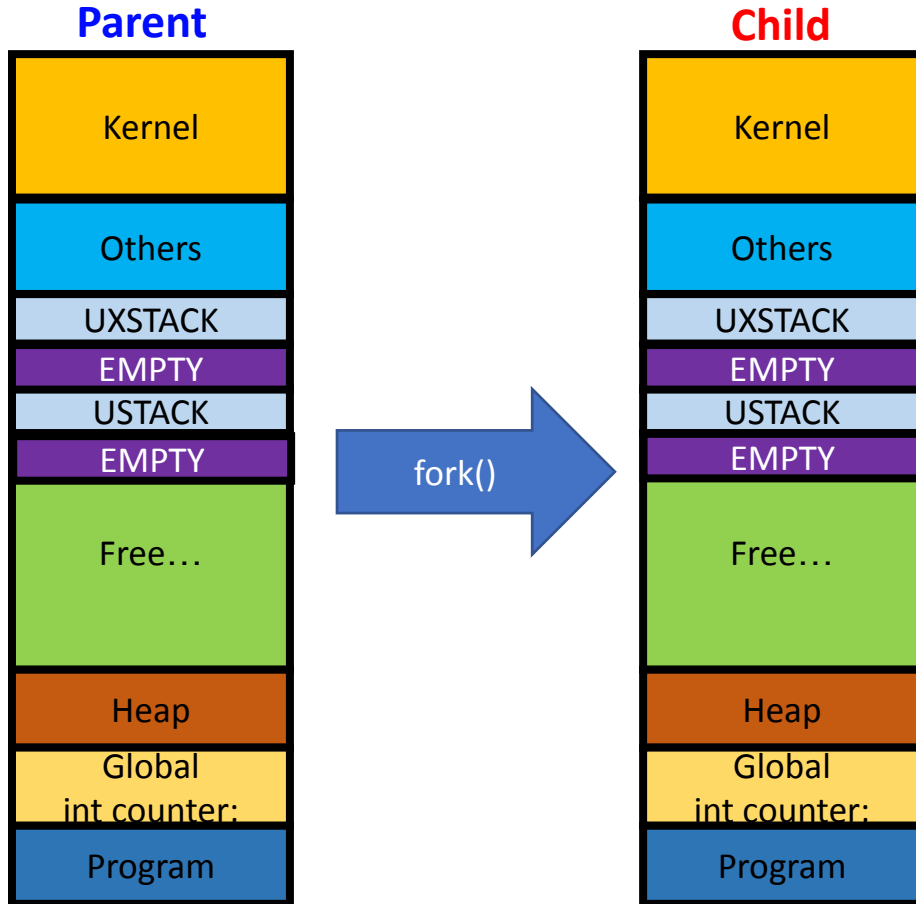 Parent
Kernel
Others
UXSTACK
EMPTY
USTACK
EMPTY
Free...
Heap
Global
int counter:
Program
fork()
Child
Kernel
Others
UXSTACK
EMPTY
USTACK
EMPTY
Free...
Heap
Global
int counter:
Program